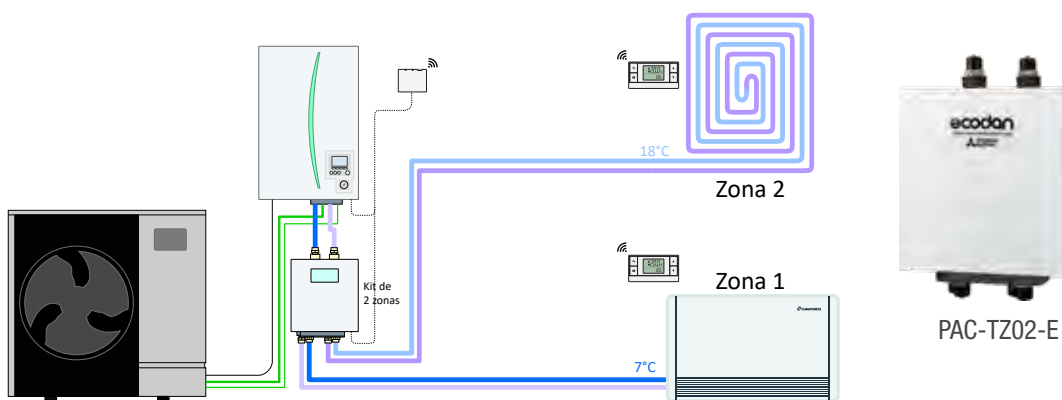 18°C
Zona 2
Kit de
2 zonas
Zona 1
7°C
ecodan
PAC-TZ02-E